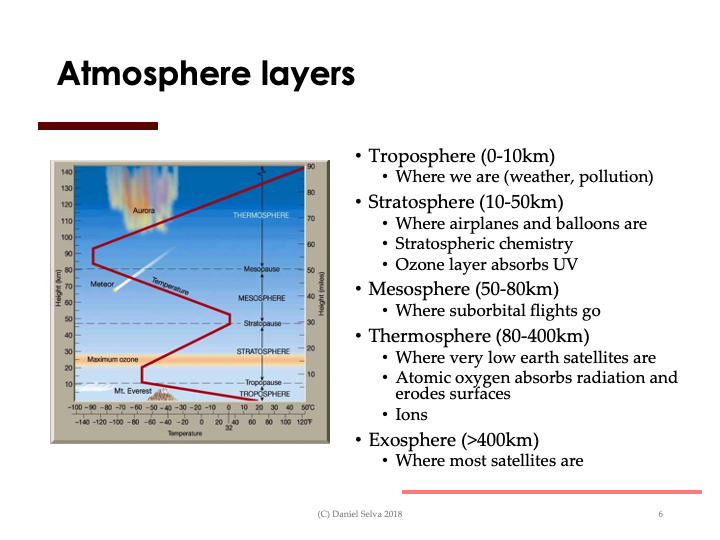 Atmosphere layers
• Troposphere (0-10km)
• Where we are (weather, pollution)
• Stratosphere (10-50km)
• Where airplanes and balloons are
• Stratospheric chemistry
• Ozone layer absorbs UV
• Mesosphere (50-80km)
• Where suborbital flights go
• Thermosphere (80-400km)
• Where very low earth satellites are
• Atomic oxygen absorbs radiation and
erodes surfaces
• Ions
• Exosphere (>400km)
• Where most satellites are
140
130
120
110
100
90
80
70
60
50
40
30
20
10
Height (km)
90
80
70
60
50
40
30
20
10
Height (miles)
Aurora
THERMOSPHERE
Mesopause
Meteor
Temperature
MESOSPHERE
Stratopause
STRATOSPHERE
Maximum ozone
Tropopause
Mt. Everest
TROPOSPHERE
-100 -90 -80 -70 -60 -50 -40 -30 -20 -10 0 10 20 30 40 50°C
-140 -120 -100 -80 -60 -40 -20 0 20 40 60 80 100 120°F
32
Temperature
(C) Daniel Selva 2018
6